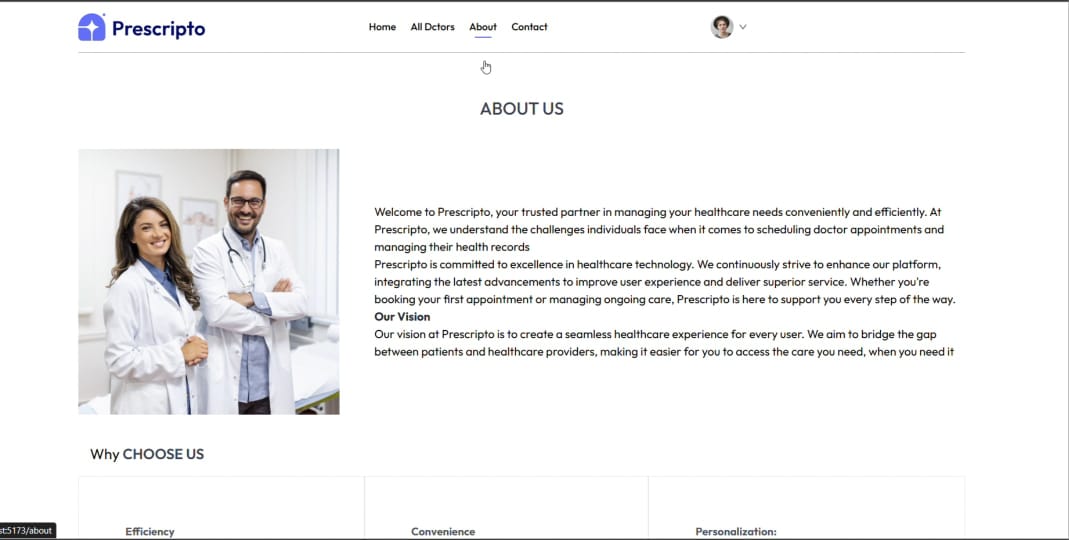 Prescripto
Home All Dctors About Contact
ABOUT US
Welcome to Prescripto, your trusted partner in managing your healthcare needs conveniently and efficiently. At
Prescripto, we understand the challenges individuals face when it comes to scheduling doctor appointments and
managing their health records
Prescripto is committed to excellence in healthcare technology. We continuously strive to enhance our platform,
integrating the latest advancements to improve user experience and deliver superior service. Whether you're
booking your first appointment or managing ongoing care, Prescripto is here to support you every step of the way.
Our Vision
Our vision at Prescripto is to create a seamless healthcare experience for every user. We aim to bridge the gap
between patients and healthcare providers, making it easier for you to access the care you need, when you need it
Why CHOOSE US
Efficiency Convenience Personalization:
st:5173/about